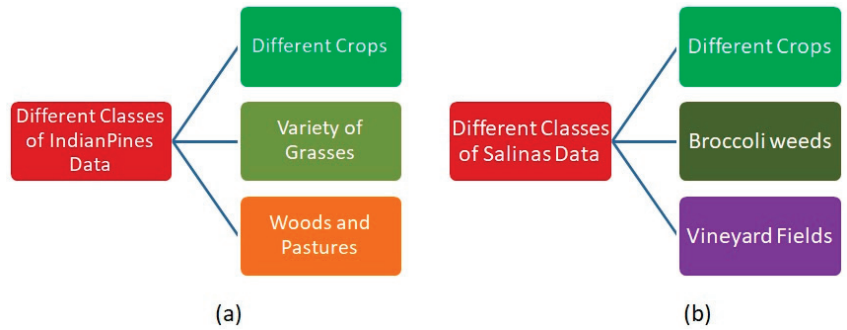 Different Classes
of IndianPines
Data
Different Crops
Variety of
Grasses
Woods and
Pastures
(a)
Different Classes
of Salinas Data
Different Crops
Broccoli weeds
Vineyard Fields
(b)